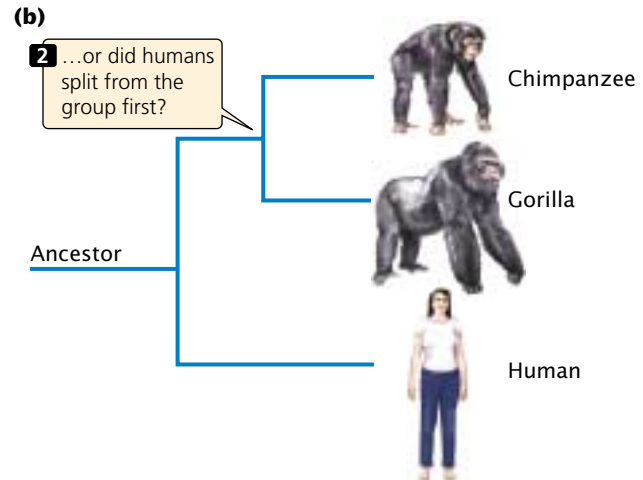 (b)
2 …or did humans
split from the
group first?
Chimpanzee
Gorilla
Ancestor
Human